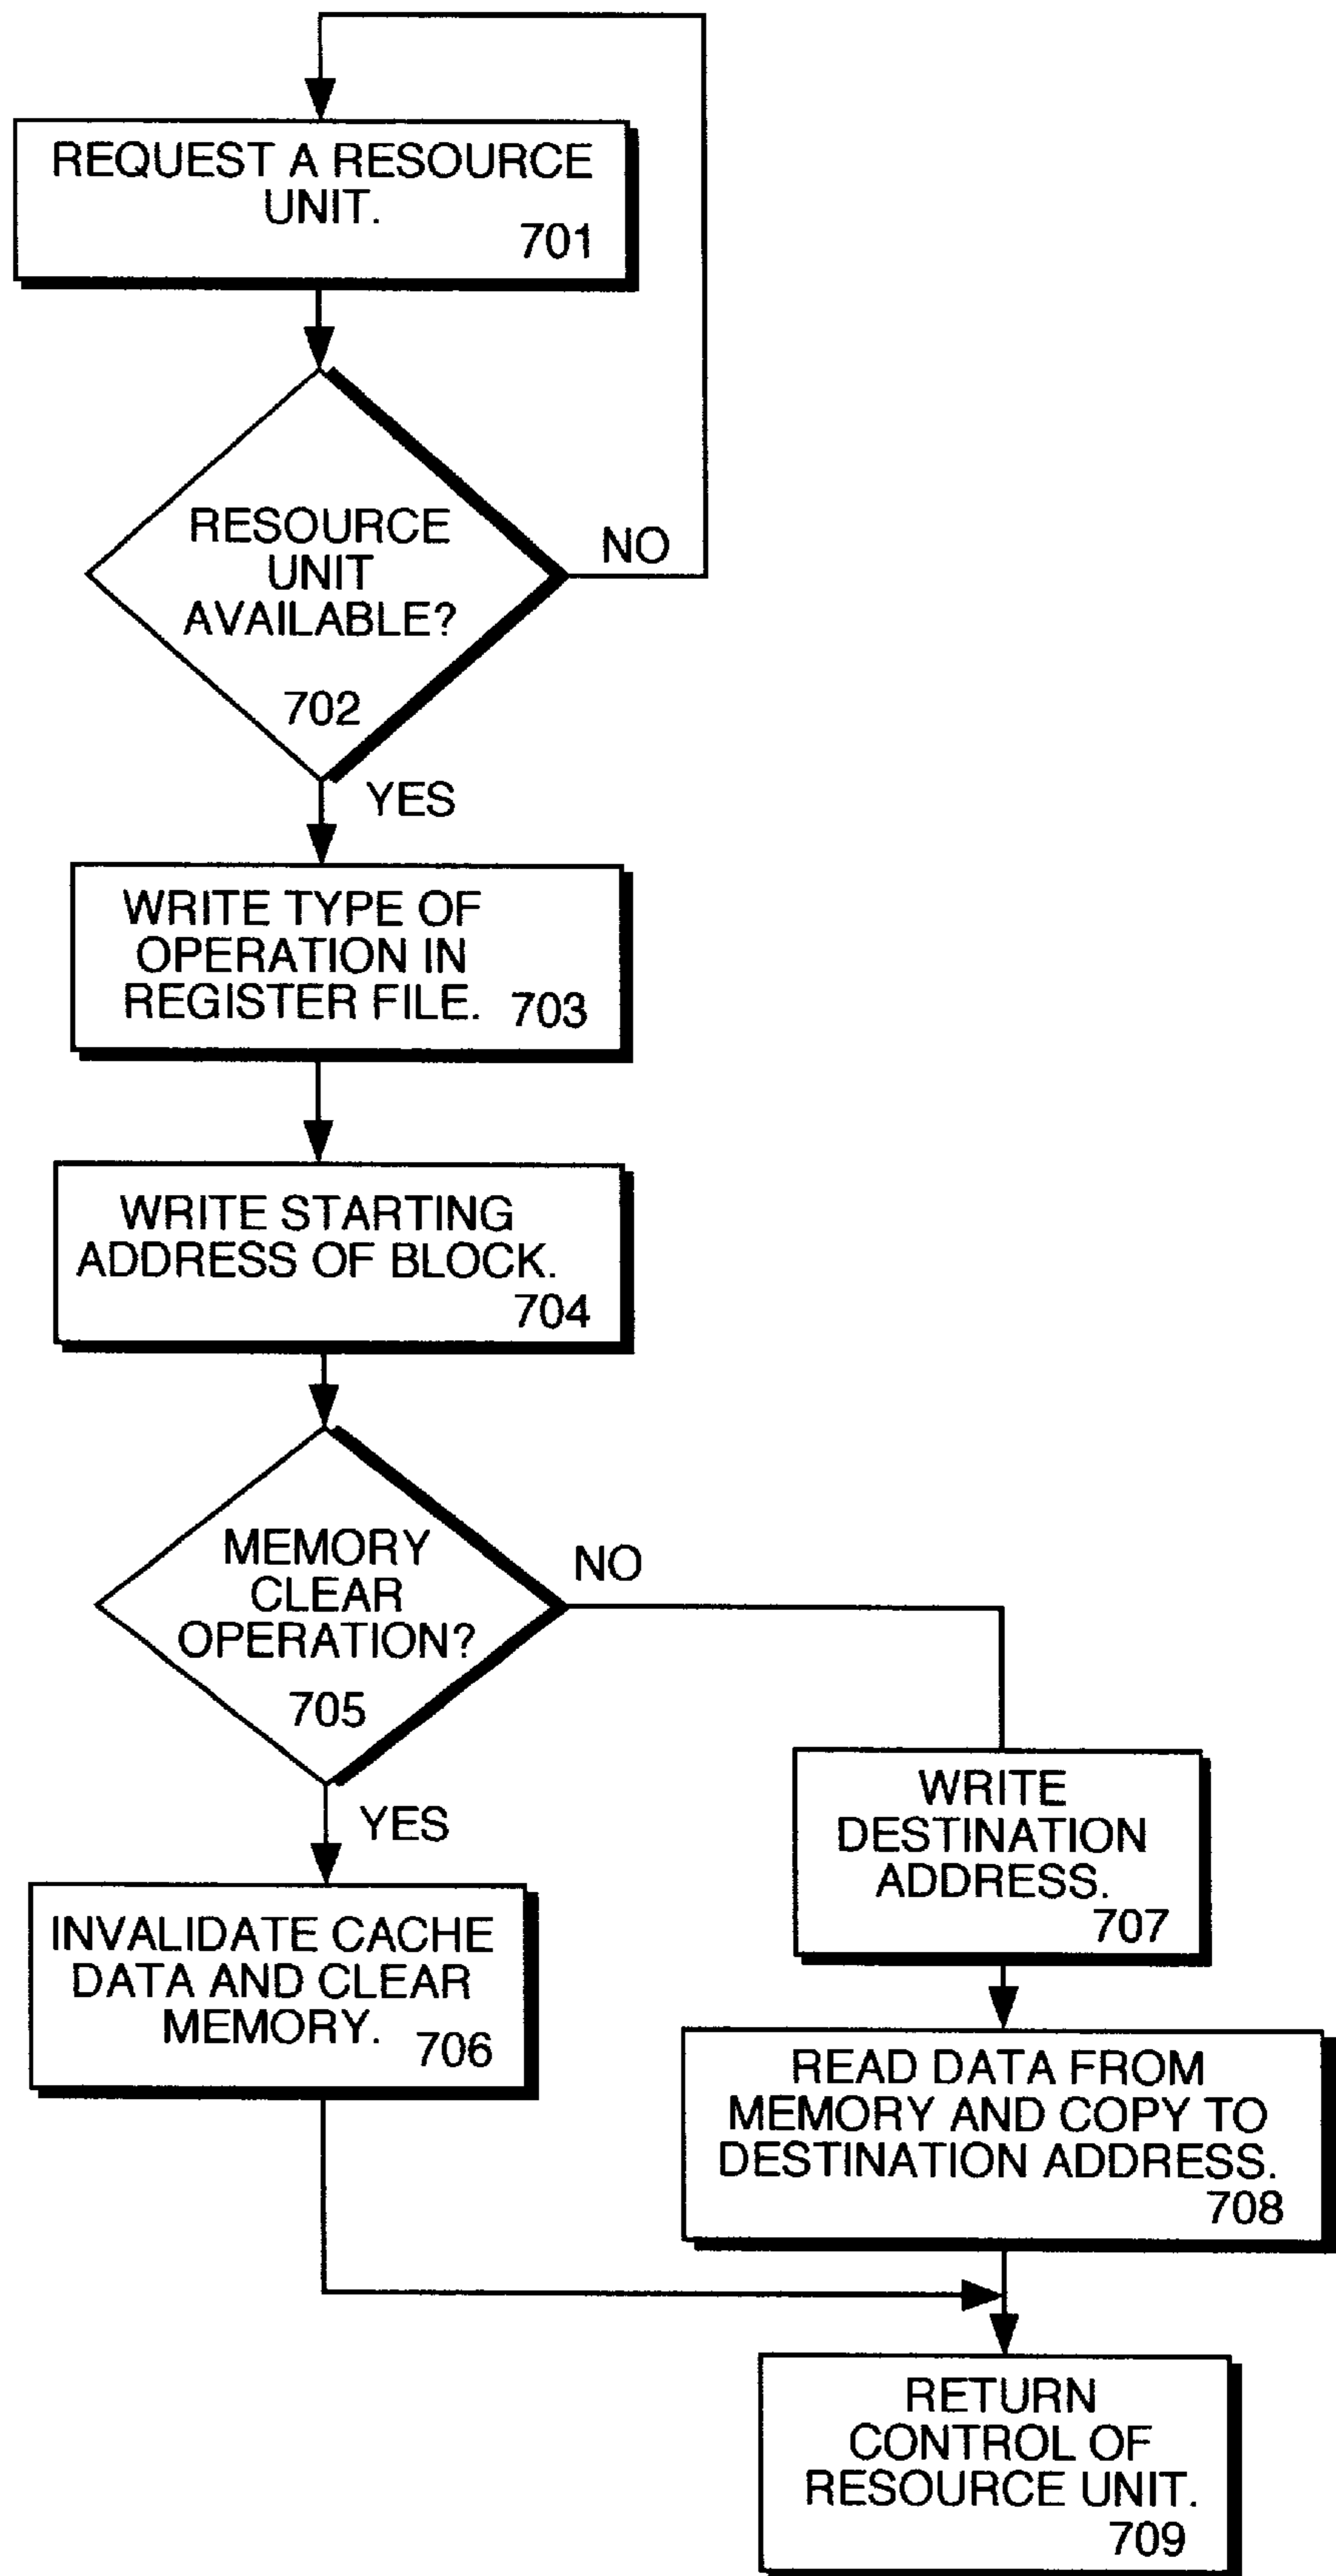 REQUEST A RESOURCE
UNIT.
701
RESOURCE
UNIT
AVAILABLE?
702
NO
YES
WRITE TYPE OF
OPERATION IN
REGISTER FILE. 703
WRITE STARTING
ADDRESS OF BLOCK.
704
MEMORY
CLEAR
OPERATION?
705
NO
YES
INVALIDATE CACHE
DATA AND CLEAR
MEMORY. 706
WRITE
DESTINATION
ADDRESS.
707
READ DATA FROM
MEMORY AND COPY TO
DESTINATION ADDRESS.
708
RETURN
CONTROL OF
RESOURCE UNIT.
709